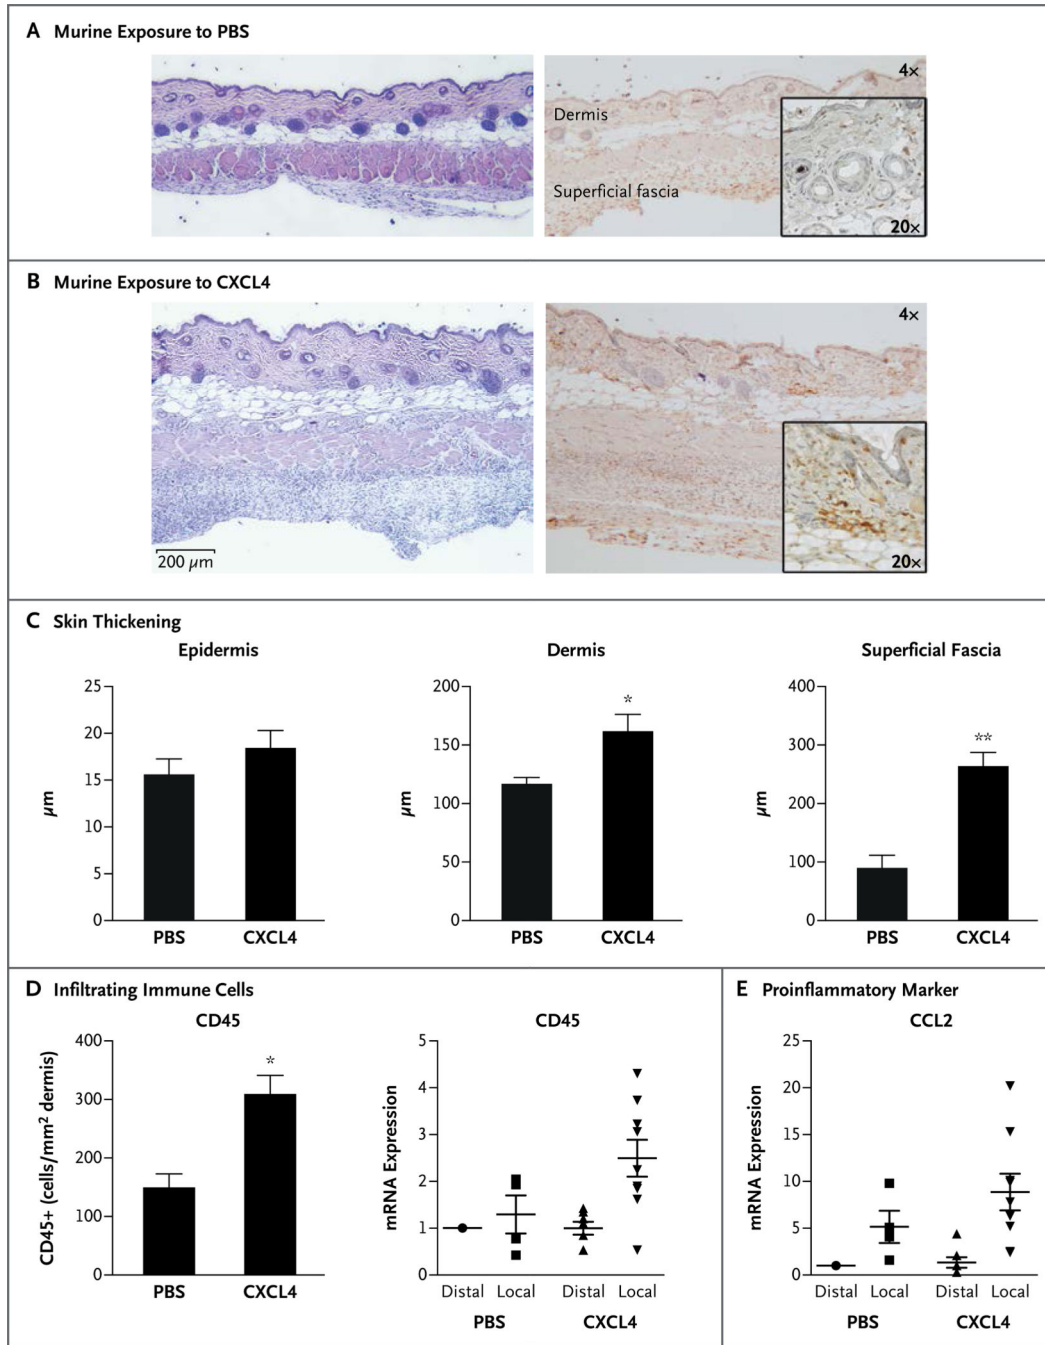 A Murine Exposure to PBS
4×
Dermis
Superficial fascia
20×
B Murine Exposure to CXCL4
4×
200 µm
20×
C Skin Thickening
Epidermis
25
20
15
10
5
0
µm
PBS CXCL4
Dermis
200
150
100
50
0
µm
*
PBS CXCL4
Superficial Fascia
400
300
200
100
0
µm
**
PBS CXCL4
D Infiltrating Immune Cells
CD45
400
300
200
100
0
CD45+ (cells/mm² dermis)
*
PBS CXCL4
CD45
5
4
3
2
1
0
mRNA Expression
Distal Local Distal Local
PBS CXCL4
E Proinflammatory Marker
CCL2
25
20
15
10
5
0
mRNA Expression
Distal Local Distal Local
PBS CXCL4